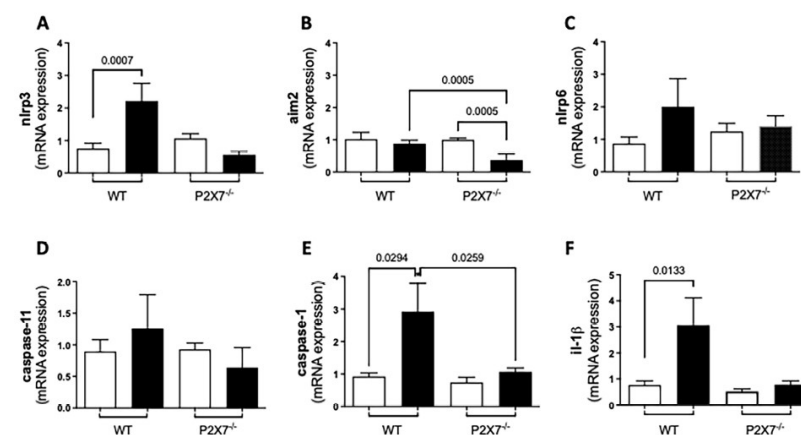 A
nlrp3
(mRNA expression)
4
3
2
1
0
0.0007
WT
P2X7-/-
B
aim2
(mRNA expression)
4
3
2
1
0
0.0005
0.0005
WT
P2X7-/-
C
nlrp6
(mRNA expression)
4
3
2
1
0
WT
P2X7-/-
D
caspase-11
(mRNA expression)
2.0
1.5
1.0
0.5
0.0
WT
P2X7-/-
E
caspase-1
(mRNA expression)
4
3
2
1
0
0.0294
0.0259
WT
P2X7-/-
F
il-1β
(mRNA expression)
5
4
3
2
1
0
0.0133
WT
P2X7-/-